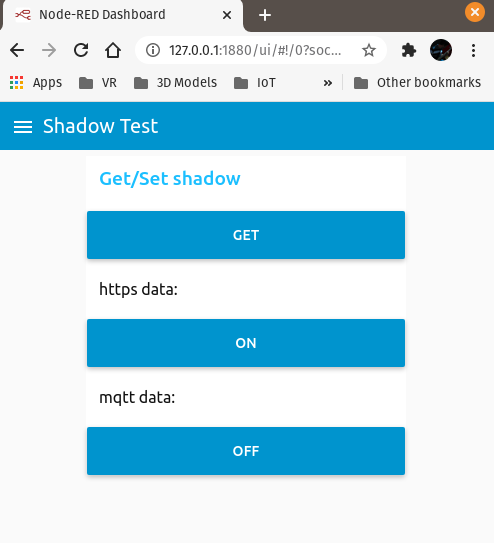 Node-RED Dashboard
127.0.0.1:1880/ui/#!/0?soc...
Apps VR 3D Models IoT » Other bookmarks
Shadow Test
Get/Set shadow
GET
https data:
ON
mqtt data:
OFF